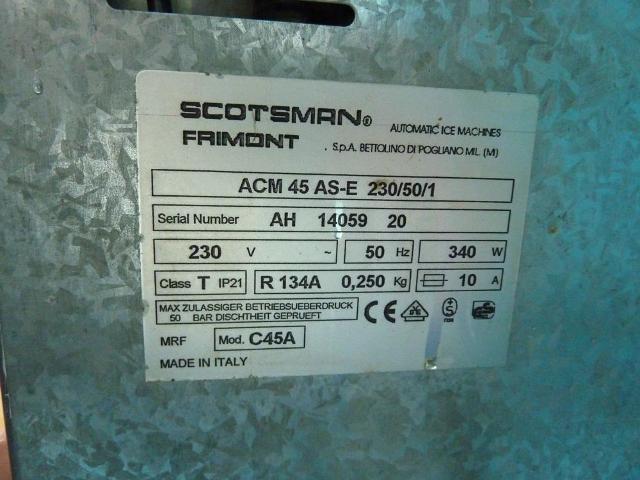 SCOTSMAN®
AUTOMATIC ICE MACHINES
FRIMONT
S.p.A. BETTOLINO DI POGLIANO MIL. (MI)
ACM 45 AS-E 230/50/1
Serial Number AH 14059 20
230 V ~ 50 Hz 340 W
Class T IP21 R 134A 0,250 Kg 10 A
MAX ZULASSIGER BETRIEBSUEBERDRUCK
50 BAR DISCHTHEIT GEPRUEFT
CE
MRF Mod. C45A
MADE IN ITALY